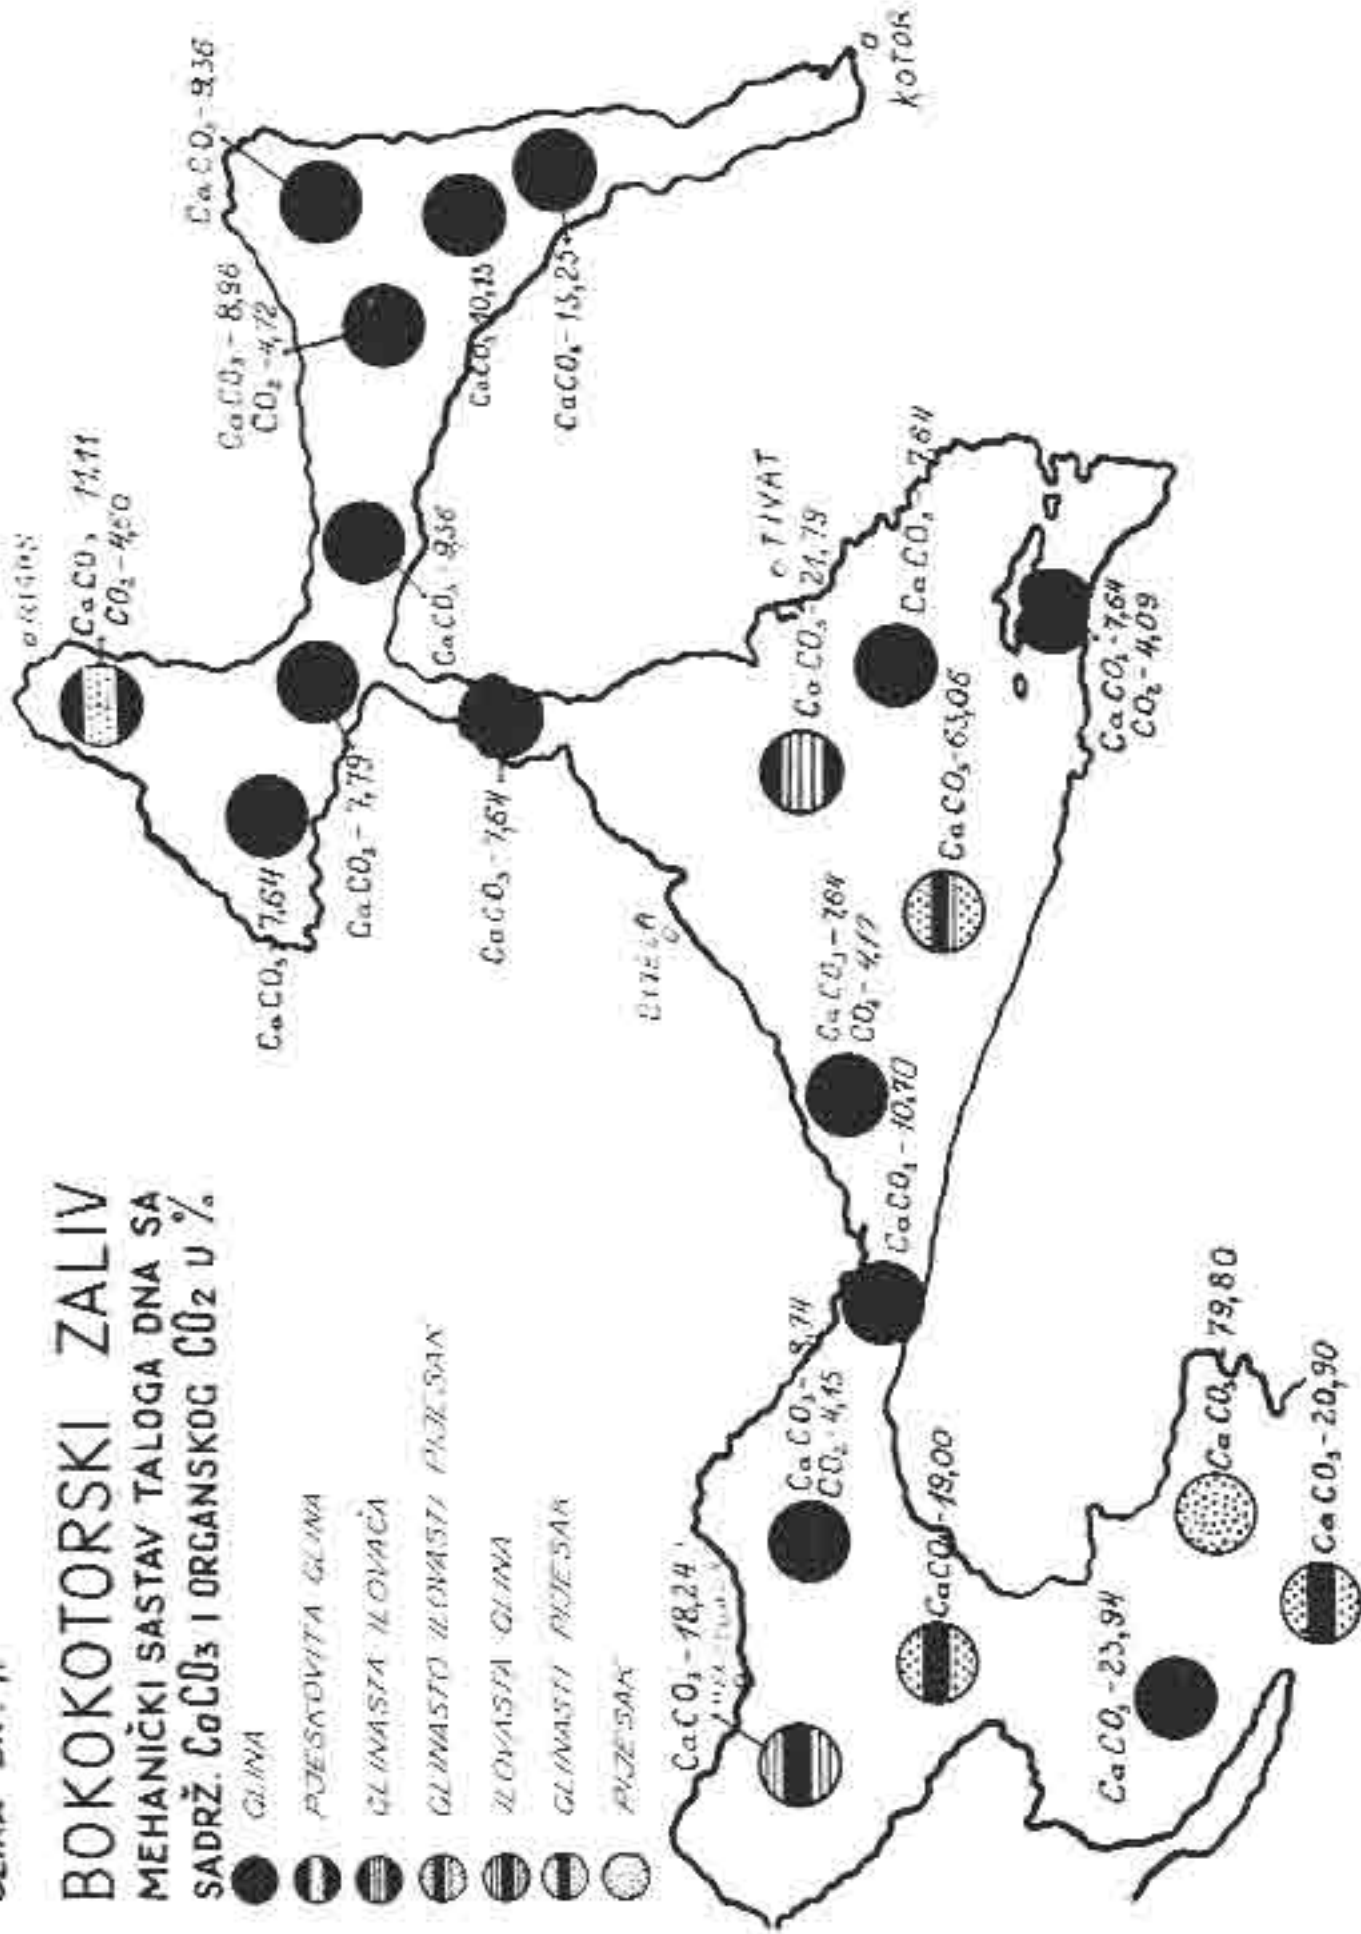 BOKOKOTORSKI ZALIV
MEHANIČKI SASTAV TALOGA DNA SA
SADRŽ. CaCO₃ I ORGANSKOG CO₂ U %
GLINA
PJESKOVITA GLINA
GLINASTA ILOVAČA
GLINASTO ILOVASTI PIJESAK
ILOVASTA GLINA
GLINASTI PIJESAK
PIJESAK
CaCO₃ 11,11
CO₂-4,50
CaCO₃ 7,64
CaCO₃-7,79
CaCO₃-7,64
CaCO₃-9,36
CaCO₃-8,96
CO₂-4,72
CaCO₃-9,36
CaCO₃ 10,13
CaCO₃-13,25
KOTOR
TIVAT
CaCO₃-21,79
CaCO₃-7,64
CaCO₃-63,06
CaCO₃-7,64
CO₂-4,09
CaCO₃-7,64
CO₂-4,17
CaCO₃-10,70
CaCO₃-8,74
CO₂-4,15
CaCO₃-18,24
CaCO₃-19,00
CaCO₃-23,94
CaCO₃ 79,80
CaCO₃-20,90